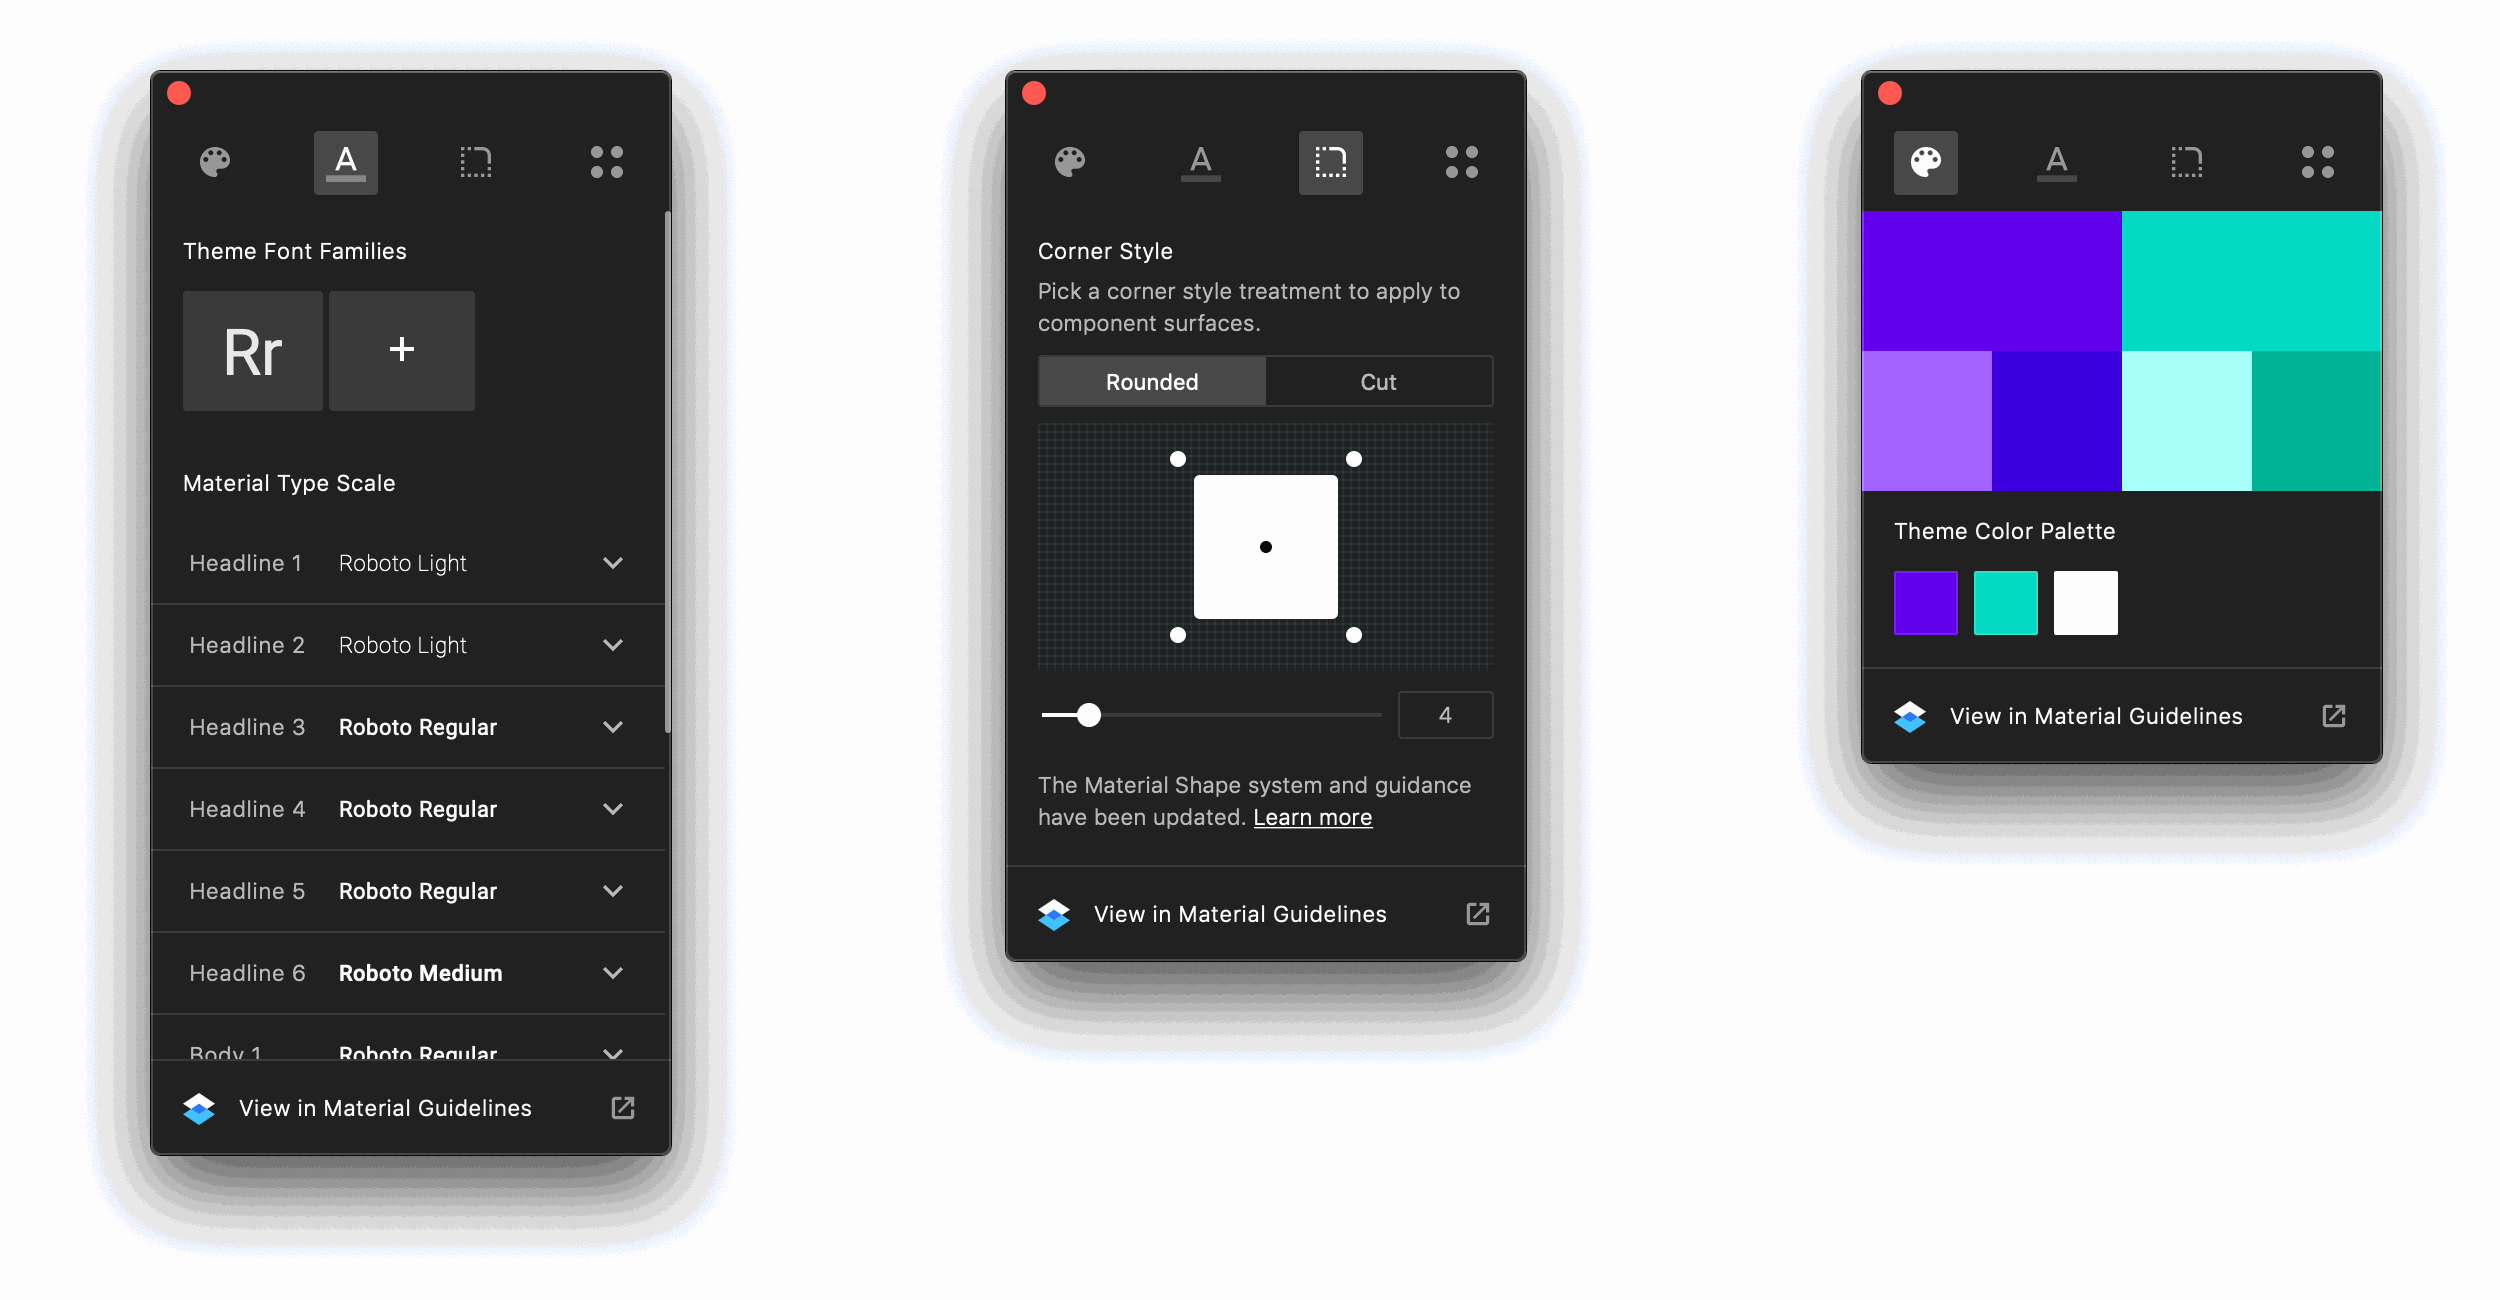 A
Theme Font Families
Rr +
Material Type Scale
Headline 1 Roboto Light
Headline 2 Roboto Light
Headline 3 Roboto Regular
Headline 4 Roboto Regular
Headline 5 Roboto Regular
Headline 6 Roboto Medium
Body 1 Roboto Regular
View in Material Guidelines
A
Corner Style
Pick a corner style treatment to apply to
component surfaces.
Rounded Cut
4
The Material Shape system and guidance
have been updated. Learn more
View in Material Guidelines
A
Theme Color Palette
View in Material Guidelines